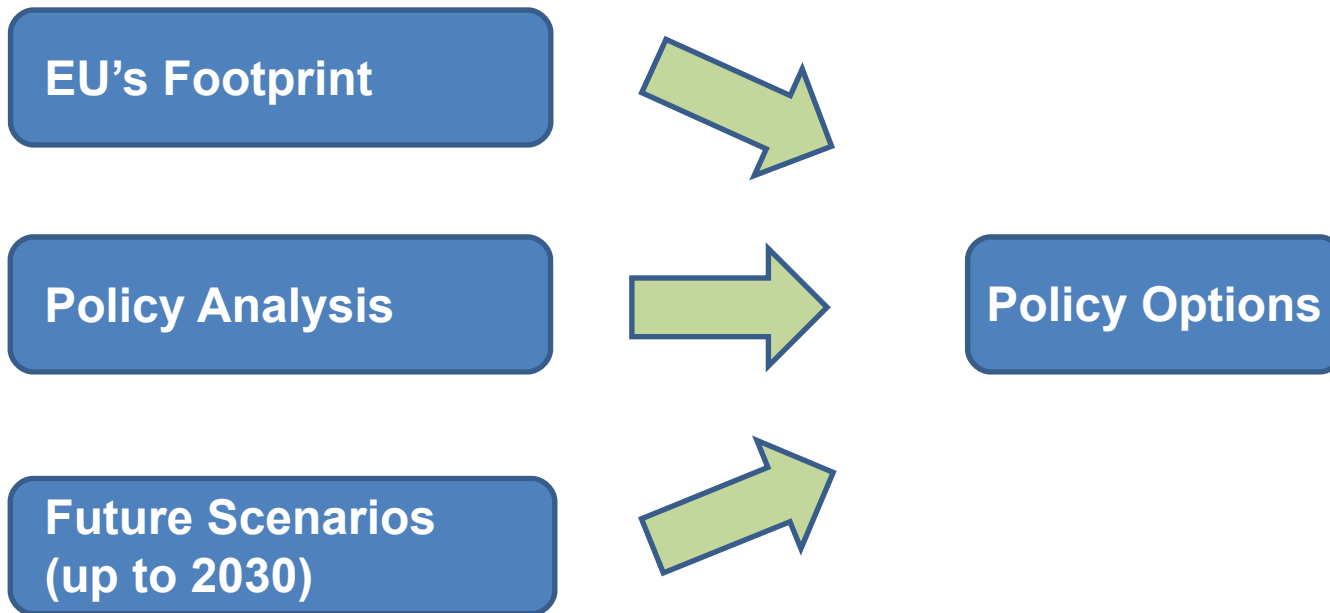 EU’s Footprint
Policy Analysis
Policy Options
Future Scenarios
(up to 2030)